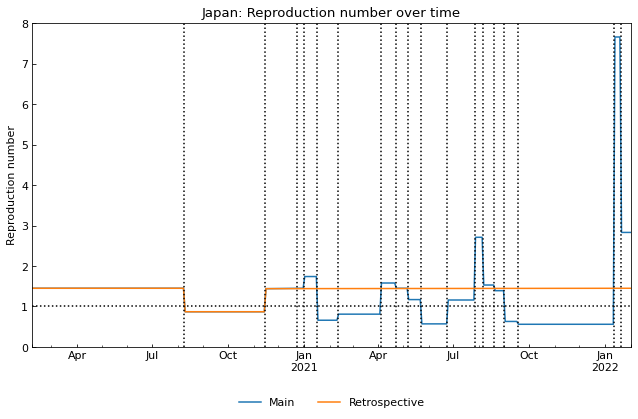 Japan: Reproduction number over time
Reproduction number
8
7
6
5
4
3
2
1
0
Apr Jul Oct Jan Apr Jul Oct Jan
2021 2022
Main Retrospective